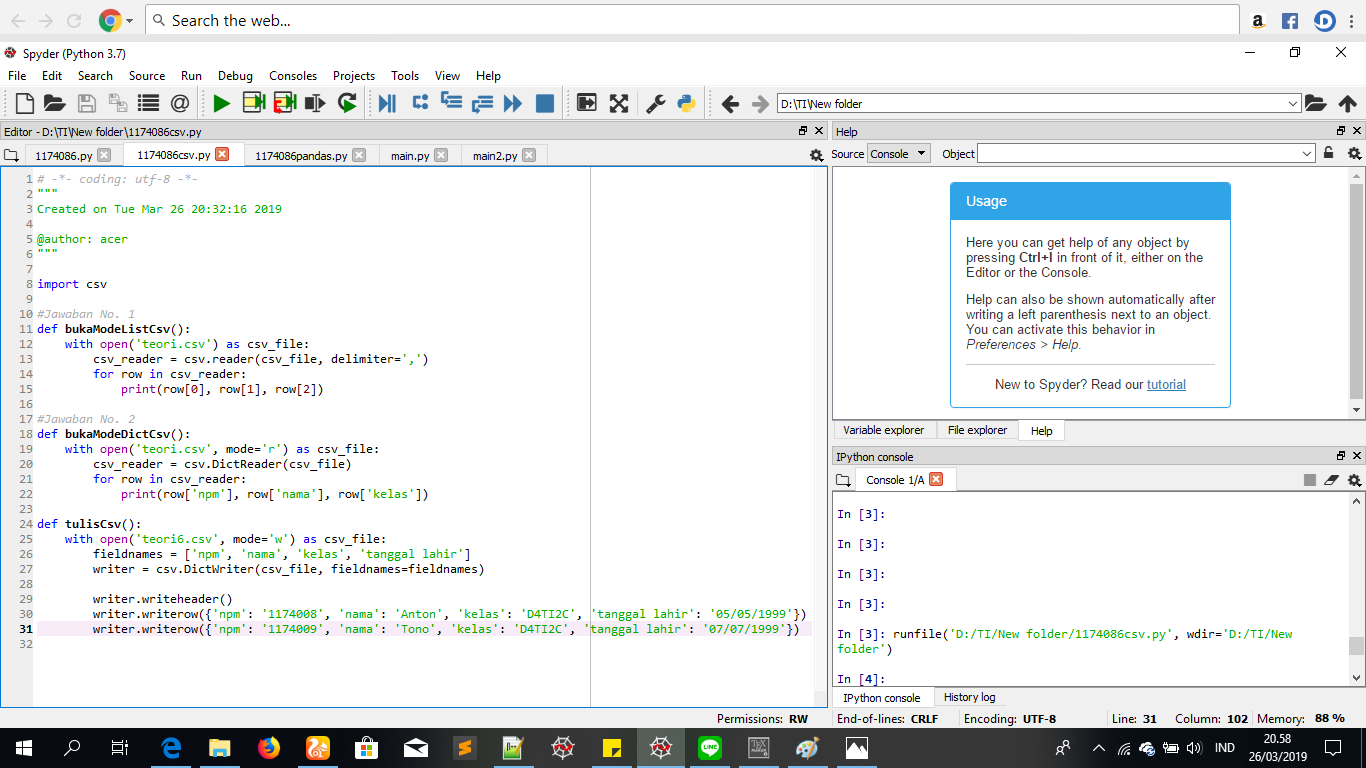 Search the web...
Spyder (Python 3.7)
File Edit Search Source Run Debug Consoles Projects Tools View Help
D:\TI\New folder
Editor - D:\TI\New folder\1174086csv.py
1174086.py 1174086csv.py 1174086pandas.py main.py main2.py
1 # -*- coding: utf-8 -*-
2 """
3 Created on Tue Mar 26 20:32:16 2019
4
5 @author: acer
6 """
7
8 import csv
9
10 #Jawaban No. 1
11 def bukaModeListCsv():
12     with open('teori.csv') as csv_file:
13         csv_reader = csv.reader(csv_file, delimiter=',')
14         for row in csv_reader:
15             print(row[0], row[1], row[2])
16
17 #Jawaban No. 2
18 def bukaModeDictCsv():
19     with open('teori.csv', mode='r') as csv_file:
20         csv_reader = csv.DictReader(csv_file)
21         for row in csv_reader:
22             print(row['npm'], row['nama'], row['kelas'])
23
24 def tulisCsv():
25     with open('teori6.csv', mode='w') as csv_file:
26         fieldnames = ['npm', 'nama', 'kelas', 'tanggal lahir']
27         writer = csv.DictWriter(csv_file, fieldnames=fieldnames)
28
29         writer.writeheader()
30         writer.writerow({'npm': '1174008', 'nama': 'Anton', 'kelas': 'D4TI2C', 'tanggal lahir': '05/05/1999'})
31         writer.writerow({'npm': '1174009', 'nama': 'Tono', 'kelas': 'D4TI2C', 'tanggal lahir': '07/07/1999'})
32
Help
Source Console Object
Usage
Here you can get help of any object by
pressing Ctrl+I in front of it, either on the
Editor or the Console.
Help can also be shown automatically after
writing a left parenthesis next to an object.
You can activate this behavior in
Preferences > Help.
New to Spyder? Read our tutorial
Variable explorer File explorer Help
IPython console
Console 1/A
In [3]:
In [3]:
In [3]:
In [3]:
In [3]: runfile('D:/TI/New folder/1174086csv.py', wdir='D:/TI/New
folder')
In [4]:
IPython console History log
Permissions: RW End-of-lines: CRLF Encoding: UTF-8 Line: 31 Column: 102 Memory: 88 %
IND
20.58
26/03/2019